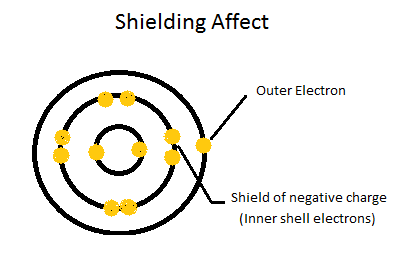 Shielding Affect
Outer Electron
Shield of negative charge
(Inner shell electrons)